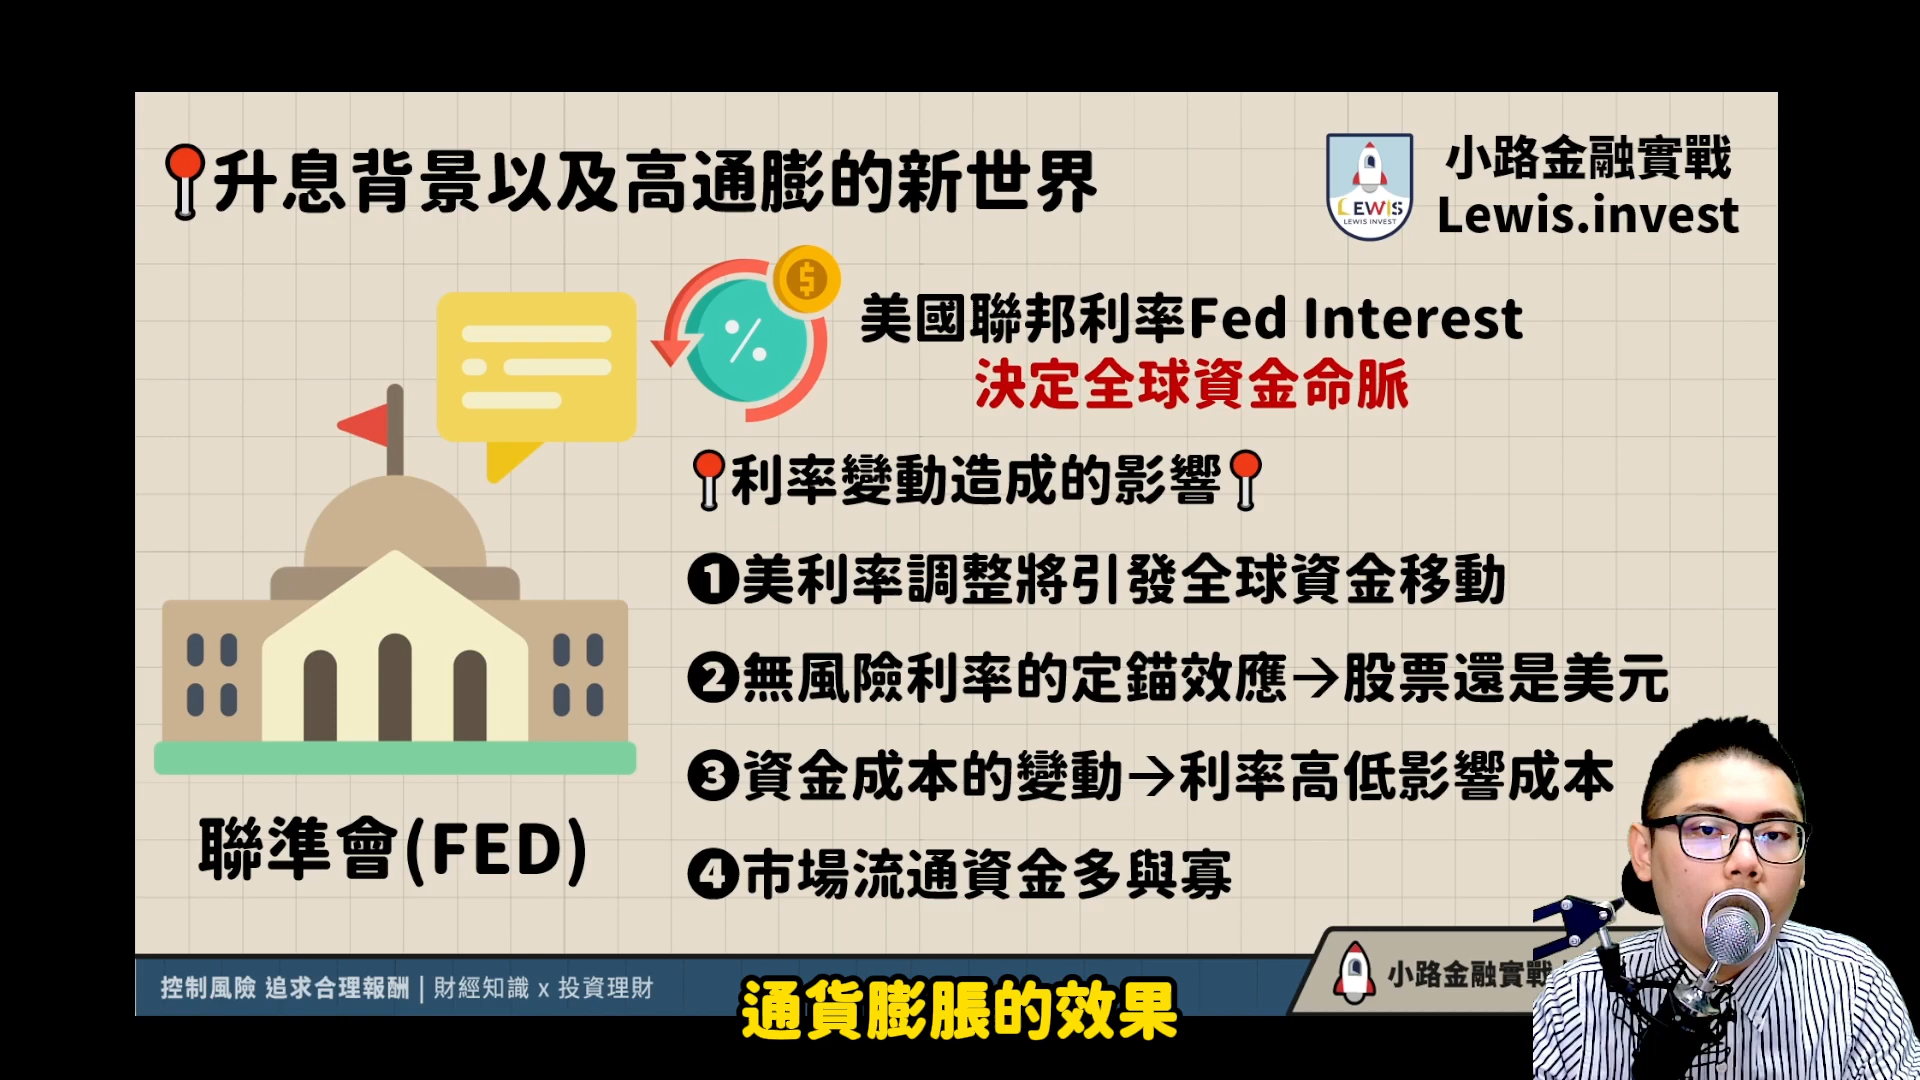 📍升息背景以及高通膨的新世界
小路金融實戰
Lewis.invest
LEWIS
LEWIS INVEST
$
%
美國聯邦利率Fed Interest
決定全球資金命脈
📍利率變動造成的影響📍
❶美利率調整將引發全球資金移動
❷無風險利率的定錨效應→股票還是美元
❸資金成本的變動→利率高低影響成本
❹市場流通資金多與寡
聯準會(FED)
控制風險 追求合理報酬 | 財經知識 x 投資理財
小路金融實戰
通貨膨脹的效果